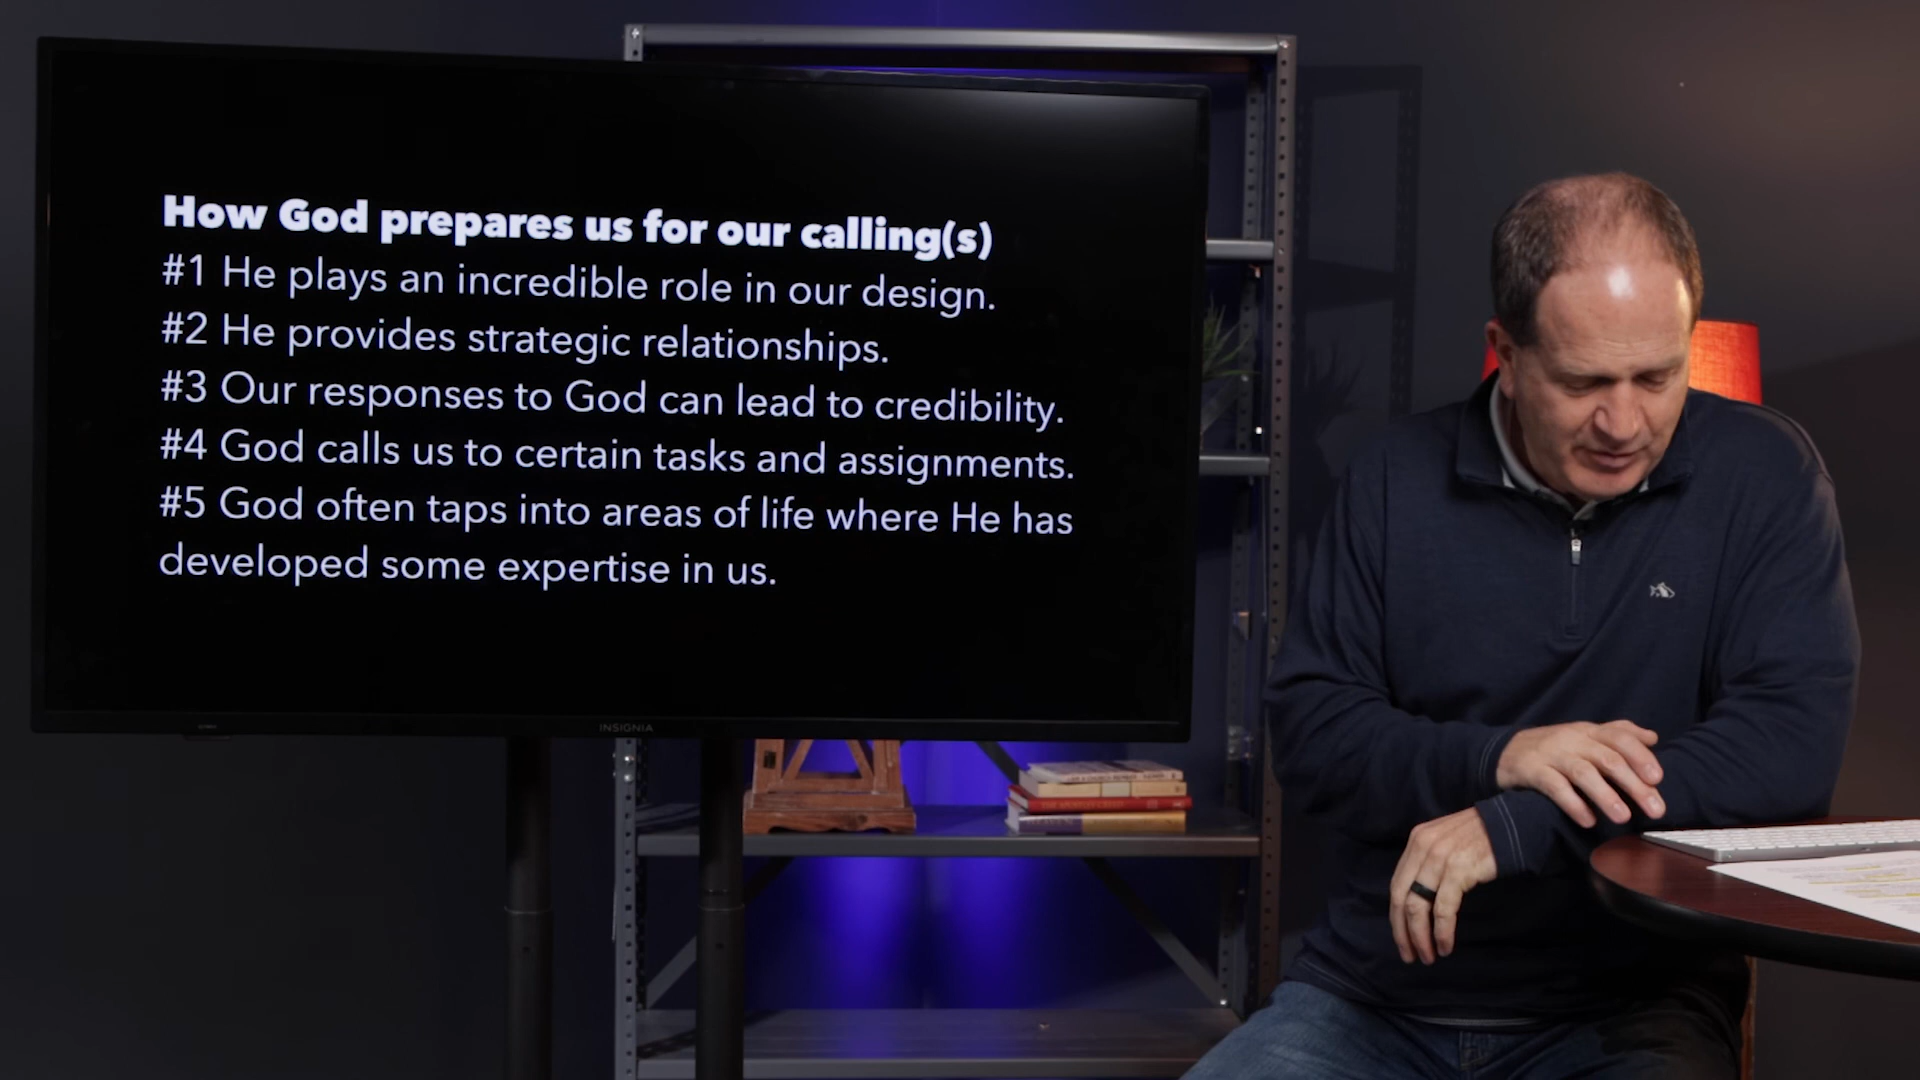 How God prepares us for our calling(s)
#1 He plays an incredible role in our design.
#2 He provides strategic relationships.
#3 Our responses to God can lead to credibility.
#4 God calls us to certain tasks and assignments.
#5 God often taps into areas of life where He has
developed some expertise in us.
INSIGNIA